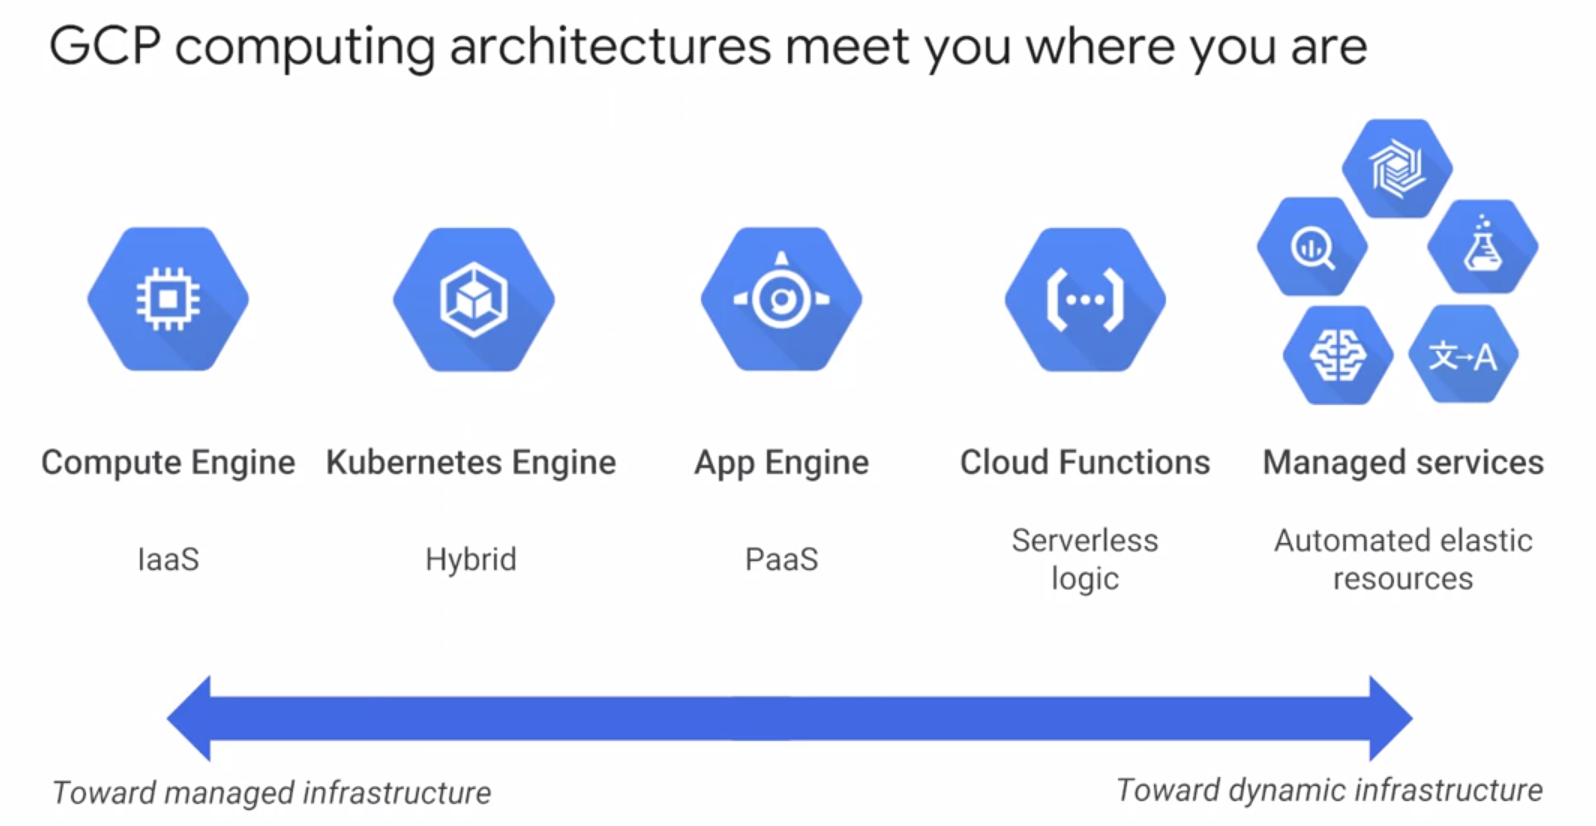 GCP computing architectures meet you where you are
文→A
Compute Engine
Kubernetes Engine
App Engine
Cloud Functions
Managed services
IaaS
Hybrid
PaaS
Serverless
logic
Automated elastic
resources
Toward managed infrastructure
Toward dynamic infrastructure